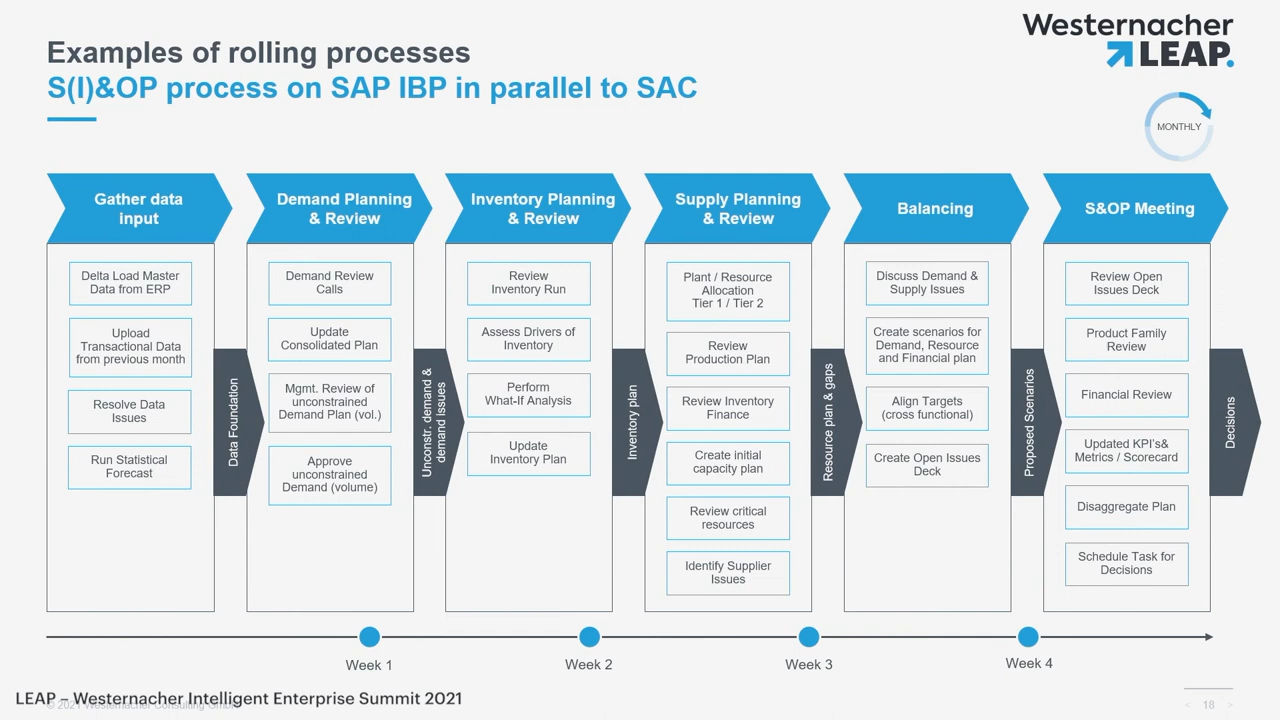 Westernacher
LEAP.
Examples of rolling processes
S(I)&OP process on SAP IBP in parallel to SAC
MONTHLY
Gather data
input
Delta Load Master
Data from ERP
Upload
Transactional Data
from previous month
Resolve Data
Issues
Run Statistical
Forecast
Data Foundation
Demand Planning
& Review
Demand Review
Calls
Update
Consolidated Plan
Mgmt. Review of
unconstrained
Demand Plan (vol.)
Approve
unconstrained
Demand (volume)
Unconstr. demand &
demand issues
Inventory Planning
& Review
Review
Inventory Run
Assess Drivers of
Inventory
Perform
What-If Analysis
Update
Inventory Plan
Inventory plan
Supply Planning
& Review
Plant / Resource
Allocation
Tier 1 / Tier 2
Review
Production Plan
Review Inventory
Finance
Create initial
capacity plan
Review critical
resources
Identify Supplier
Issues
Resource plan & gaps
Balancing
Discuss Demand &
Supply Issues
Create scenarios for
Demand, Resource
and Financial plan
Align Targets
(cross functional)
Create Open Issues
Deck
Proposed Scenarios
S&OP Meeting
Review Open
Issues Deck
Product Family
Review
Financial Review
Updated KPI's&
Metrics / Scorecard
Disaggregate Plan
Schedule Task for
Decisions
Decisions
Week 1
Week 2
Week 3
Week 4
LEAP – Westernacher Intelligent Enterprise Summit 2021
© 2021 Westernacher Consulting GmbH
< 18 >